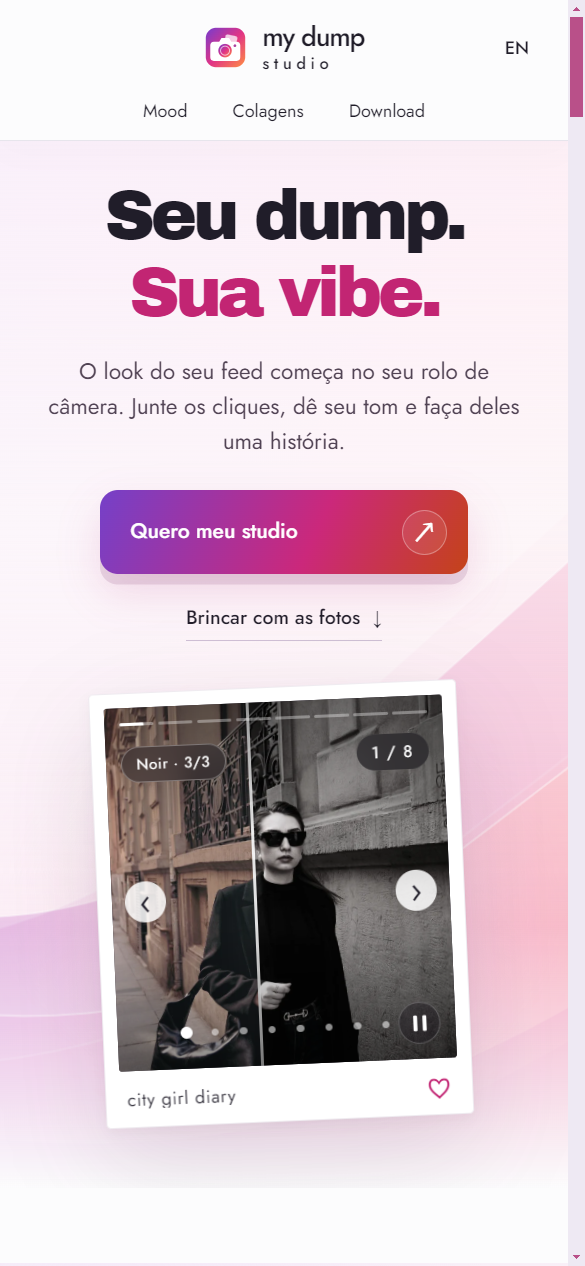 my dump
studio
EN
Mood Colagens Download
Seu dump.
Sua vibe.
O look do seu feed começa no seu rolo de
câmera. Junte os cliques, dê seu tom e faça deles
uma história.
Quero meu studio
Brincar com as fotos ↓
Noir · 3/3
1 / 8
city girl diary